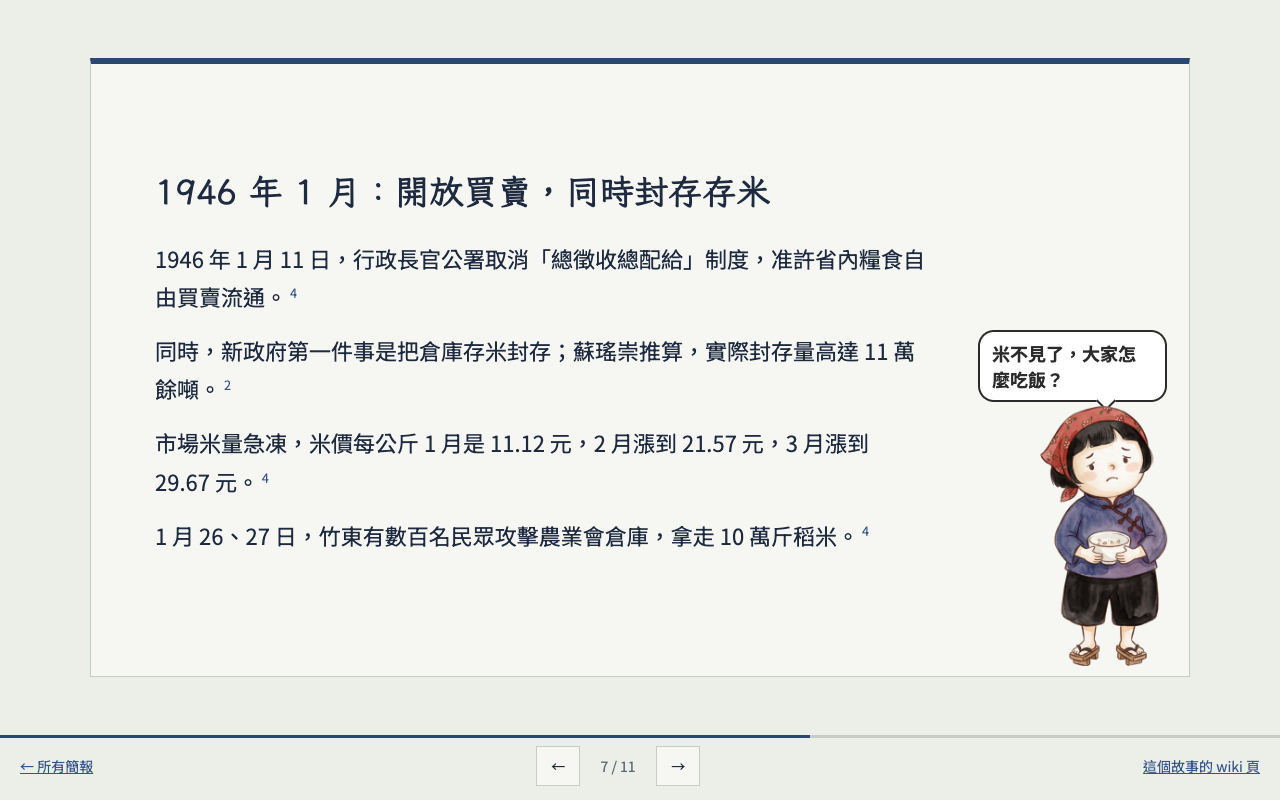 1946 年 1 月：開放買賣，同時封存存米
1946 年 1 月 11 日，行政長官公署取消「總徵收總配給」制度，准許省內糧食自
由買賣流通。4
同時，新政府第一件事是把倉庫存米封存；蘇瑤崇推算，實際封存量高達 11 萬
餘噸。2
市場米量急凍，米價每公斤 1 月是 11.12 元，2 月漲到 21.57 元，3 月漲到
29.67 元。4
1 月 26、27 日，竹東有數百名民眾攻擊農業會倉庫，拿走 10 萬斤稻米。4
米不見了，大家怎
麼吃飯？
← 所有簡報
←
7 / 11
→
這個故事的 wiki 頁